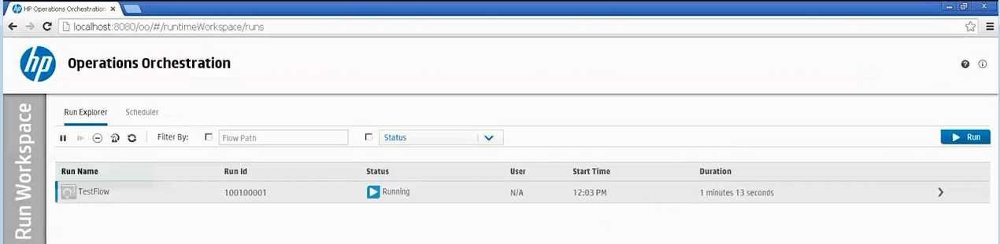 HP Operations Orchestration
localhost:8080/oo/#/runtimeWorkspace/runs
hp Operations Orchestration
Run Workspace
Run Explorer Scheduler
Filter By: Flow Path Status Run
Run Name Run Id Status User Start Time Duration
TestFlow 100100001 Running N/A 12:03 PM 1 minutes 13 seconds